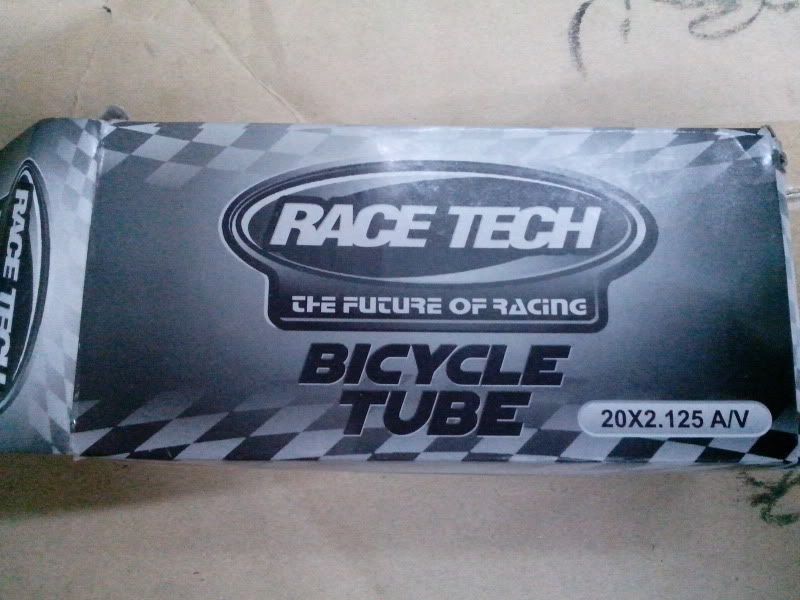 RACE TECH
RACE TECH
THE FUTURE OF RACING
BICYCLE
TUBE
20X2.125 A/V